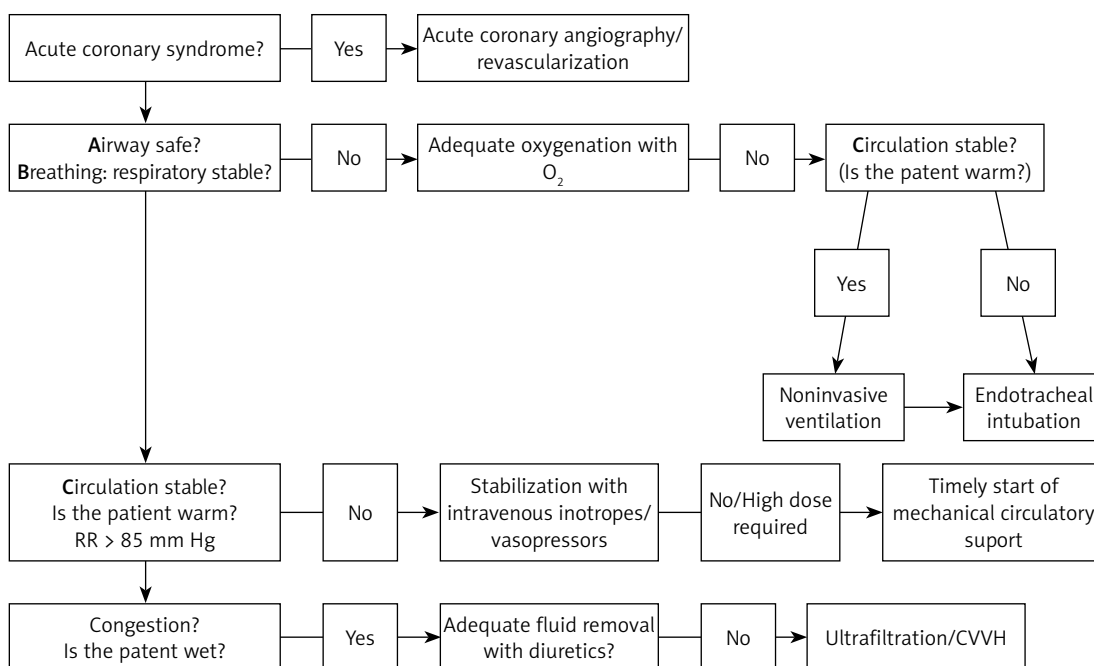 Acute coronary syndrome?
Yes
Acute coronary angiography/
revascularization
Airway safe?
Breathing: respiratory stable?
No
Adequate oxygenation with
O₂
No
Circulation stable?
(Is the patent warm?)
Yes
No
Noninvasive
ventilation
Endotracheal
intubation
Circulation stable?
Is the patient warm?
RR > 85 mm Hg
No
Stabilization with
intravenous inotropes/
vasopressors
No/High dose
required
Timely start of
mechanical circulatory
suport
Congestion?
Is the patent wet?
Yes
Adequate fluid removal
with diuretics?
No
Ultrafiltration/CVVH